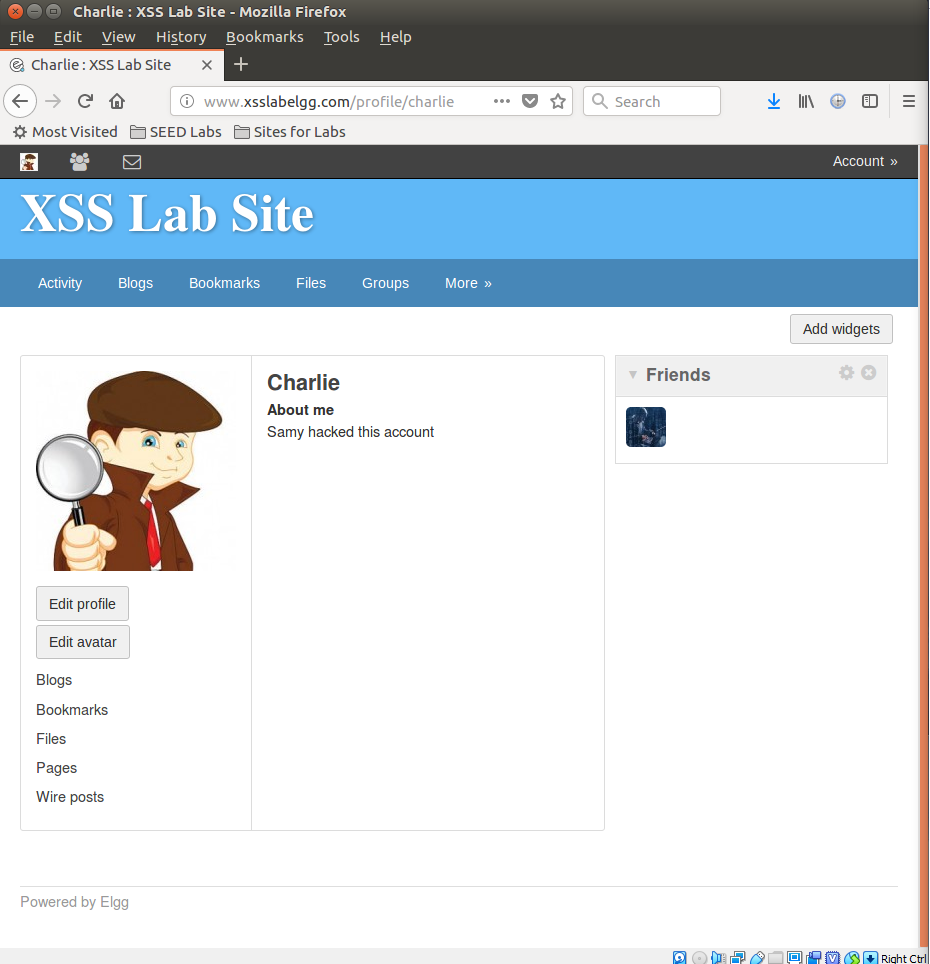 Charlie : XSS Lab Site - Mozilla Firefox
File Edit View History Bookmarks Tools Help
Charlie : XSS Lab Site
www.xsslabelgg.com/profile/charlie
Search
Most Visited SEED Labs Sites for Labs
Account »
XSS Lab Site
Activity Blogs Bookmarks Files Groups More »
Add widgets
Charlie
About me
Samy hacked this account
Friends
Edit profile
Edit avatar
Blogs
Bookmarks
Files
Pages
Wire posts
Powered by Elgg
Right Ctrl